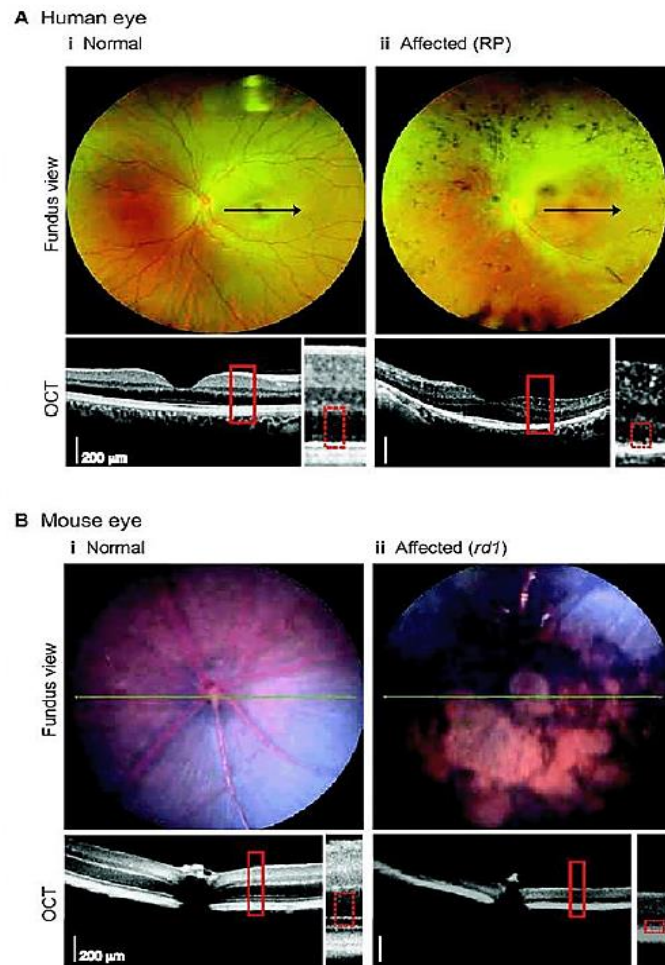 A Human eye
i Normal
ii Affected (RP)
Fundus view
OCT
200 µm
B Mouse eye
i Normal
ii Affected (rd1)
Fundus view
OCT
200 µm